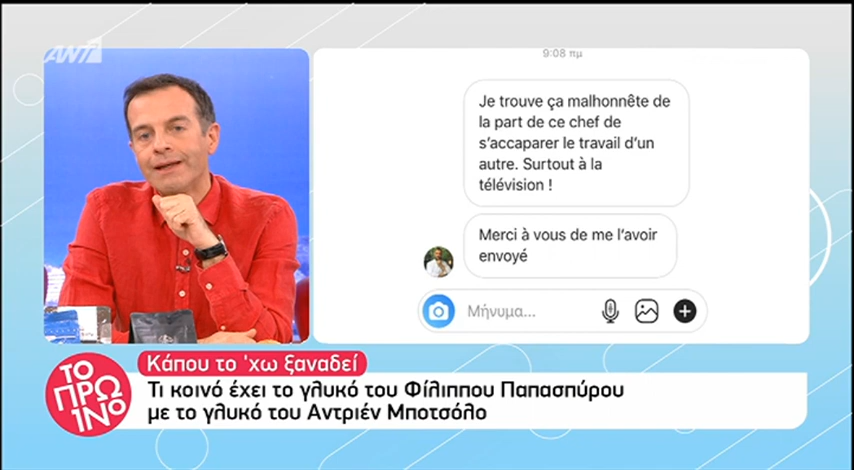 ANT1
9:08 πμ
Je trouve ça malhonnête de
la part de ce chef de
s'accaparer le travail d'un
autre. Surtout à la
télévision !
Merci à vous de me l'avoir
envoyé
Μήνυμα...
ΤΟ
ΠΡΩ
ΙΝΟ
Κάπου το 'χω ξαναδεί
Τι κοινό έχει το γλυκό του Φίλιππου Παπασπύρου
με το γλυκό του Αντριέν Μποτσόλο